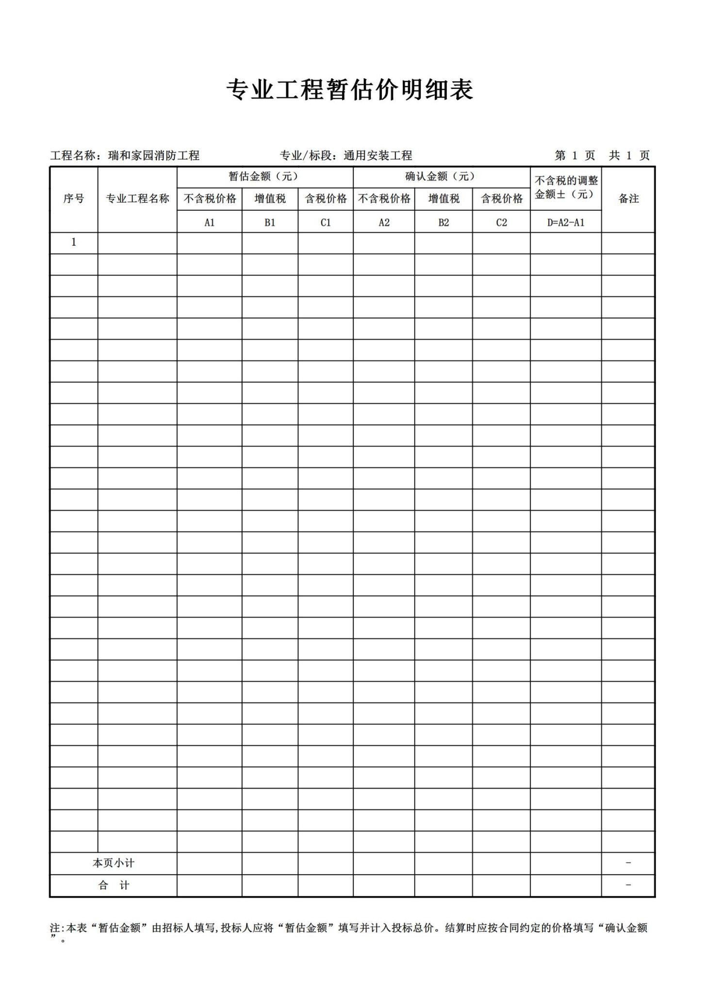 专业工程暂估价明细表
工程名称：瑞和家园消防工程 专业/标段：通用安装工程 第 1 页 共 1 页
序号 专业工程名称 暂估金额（元） 确认金额（元） 不含税的调整金额±（元） 备注
不含税价格 增值税 含税价格 不含税价格 增值税 含税价格
A1 B1 C1 A2 B2 C2 D=A2-A1
1
本页小计 -
合 计 -
注:本表“暂估金额”由招标人填写,投标人应将“暂估金额”填写并计入投标总价。结算时应按合同约定的价格填写“确认金额
”。